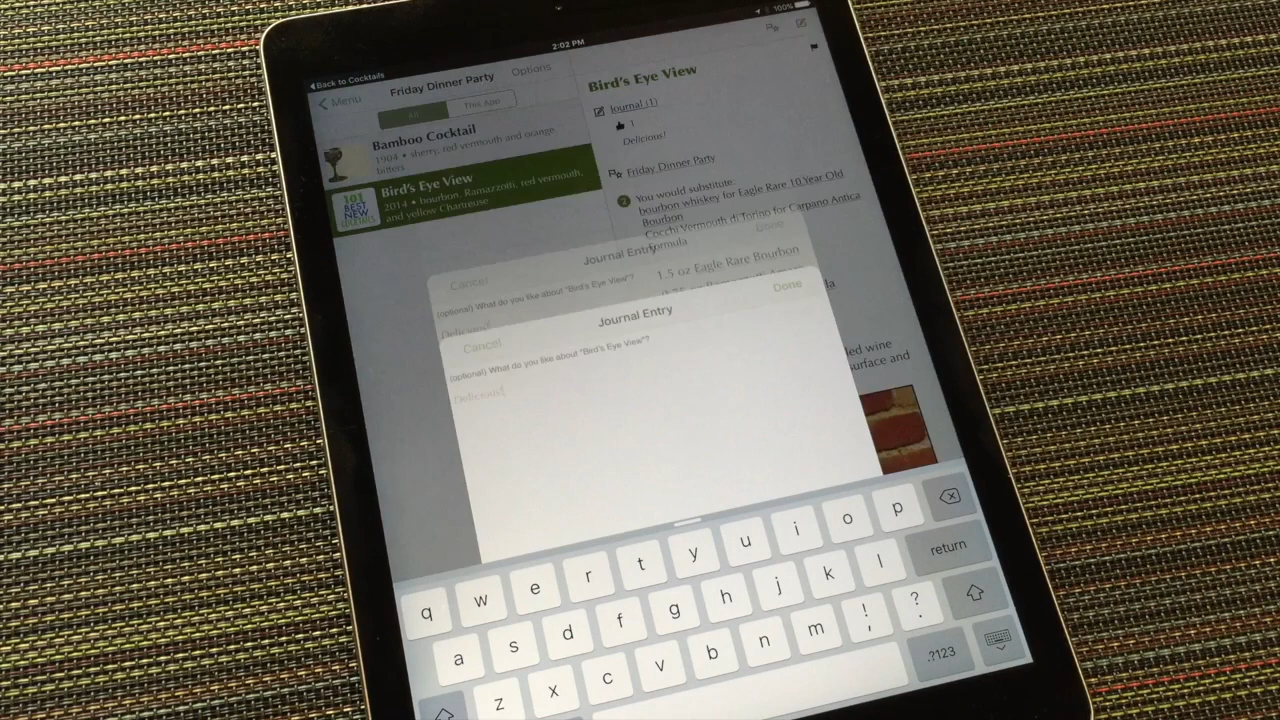 100%
2:02 PM
Back to Cocktails
Menu
Friday Dinner Party
Options
All
This App
Bamboo Cocktail
1904 • sherry, red vermouth and orange
bitters
101
BEST
NEW
Bird's Eye View
2014 • bourbon, Ramazzotti, red vermouth,
and yellow Chartreuse
Bird's Eye View
Journal (1)
1
Delicious!
Friday Dinner Party
2 You would substitute:
bourbon whiskey for Eagle Rare 10 Year Old
Bourbon
Cocchi Vermouth di Torino for Carpano Antica
Formula
1.5 oz Eagle Rare Bourbon
surface and
Cancel
Journal Entry
Done
(optional) What do you like about "Bird's Eye View"?
Delicious!
Cancel
Journal Entry
Done
(optional) What do you like about "Bird's Eye View"?
Delicious!
q w e r t y u i o p
a s d f g h j k l return
z x c v b n m ! , ? .
.?123